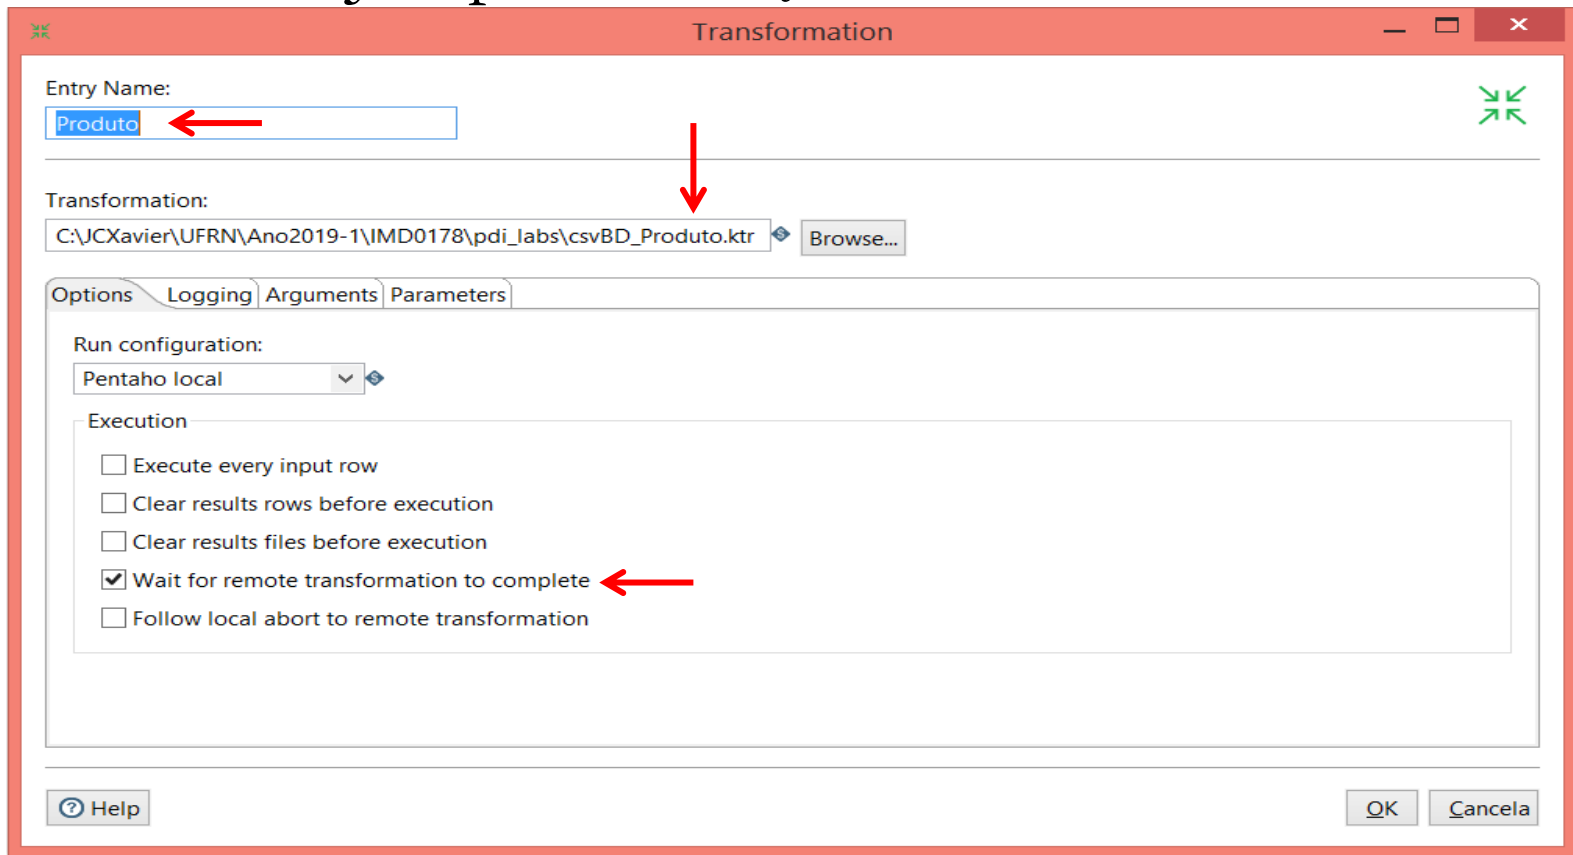 Transformation
Entry Name:
Produto
Transformation:
C:\JCXavier\UFRN\Ano2019-1\IMD0178\pdi_labs\csvBD_Produto.ktr Browse...
Options Logging Arguments Parameters
Run configuration:
Pentaho local
Execution
Execute every input row
Clear results rows before execution
Clear results files before execution
Wait for remote transformation to complete
Follow local abort to remote transformation
Help OK Cancela